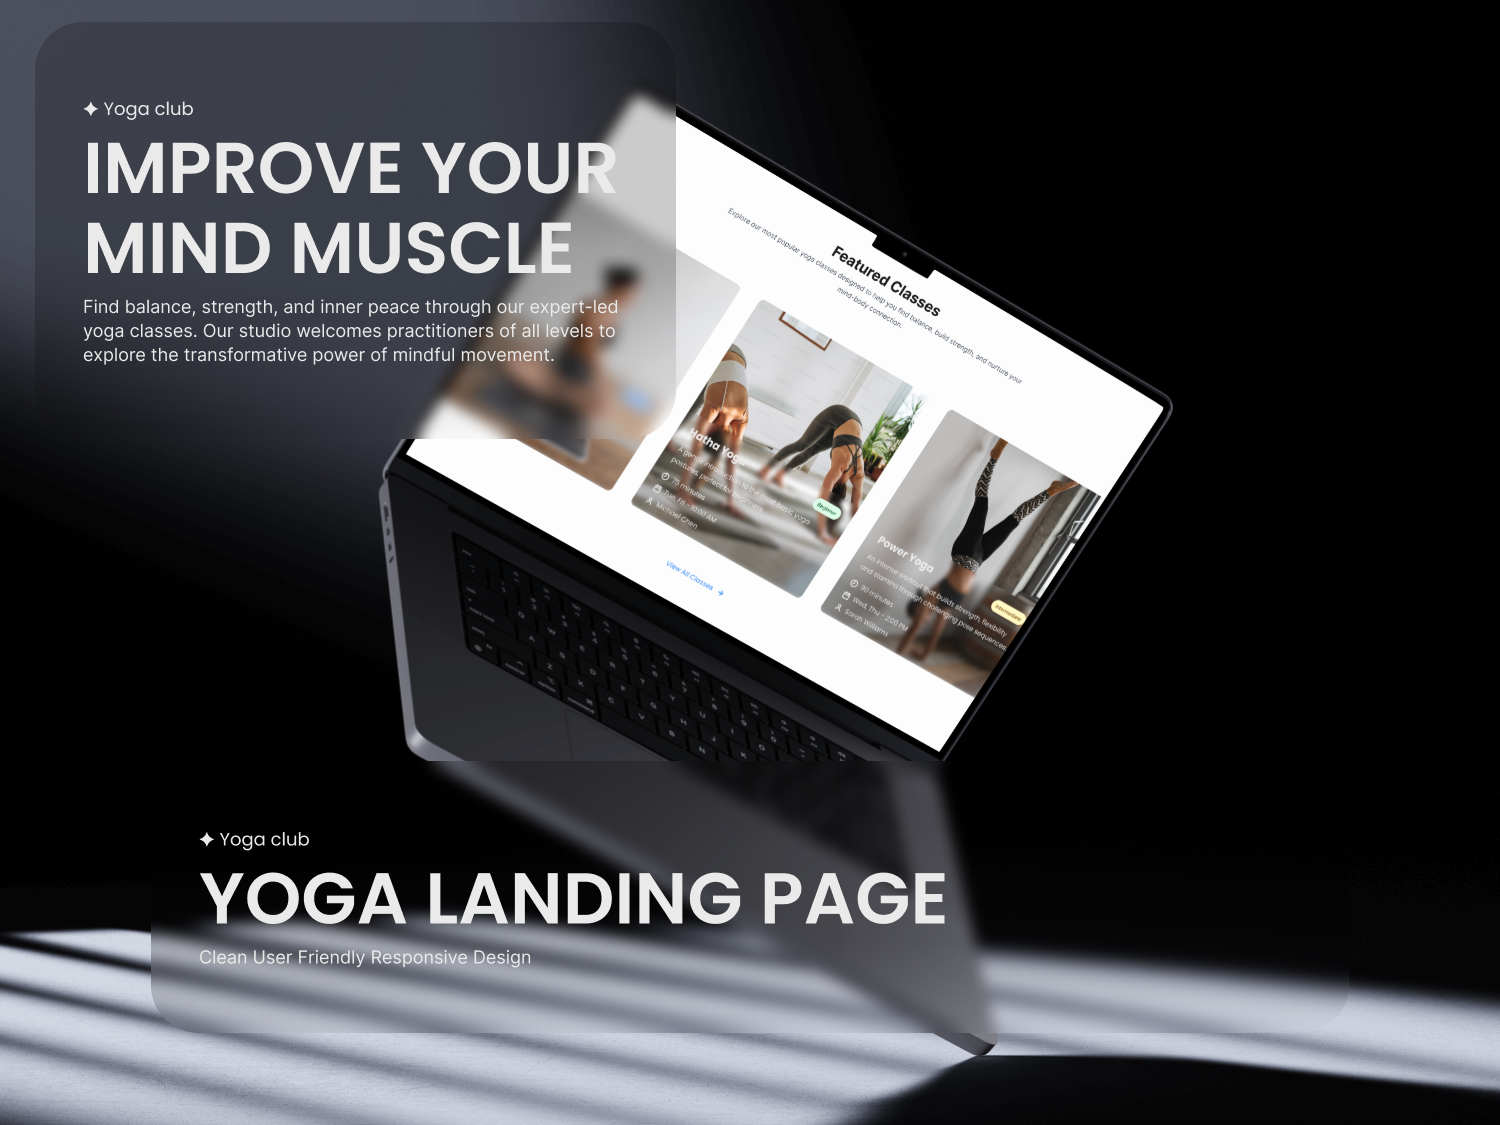 Yoga club
IMPROVE YOUR
MIND MUSCLE
Find balance, strength, and inner peace through our expert-led
yoga classes. Our studio welcomes practitioners of all levels to
explore the transformative power of mindful movement.
Featured Classes
Explore our most popular yoga classes designed to help you find balance, build strength, and nurture your
mind-body connection.
Hatha Yoga
A gentle introduction to the most basic yoga
postures, perfect for beginners.
75 minutes
Tue, Fri - 10:00 AM
Michael Chen
Beginner
Power Yoga
An intense workout that builds strength, flexibility
and stamina through challenging pose sequences
90 minutes
Wed, Thu - 2:00 PM
Sarah Williams
Intermediate
View All Classes →
Yoga club
YOGA LANDING PAGE
Clean User Friendly Responsive Design